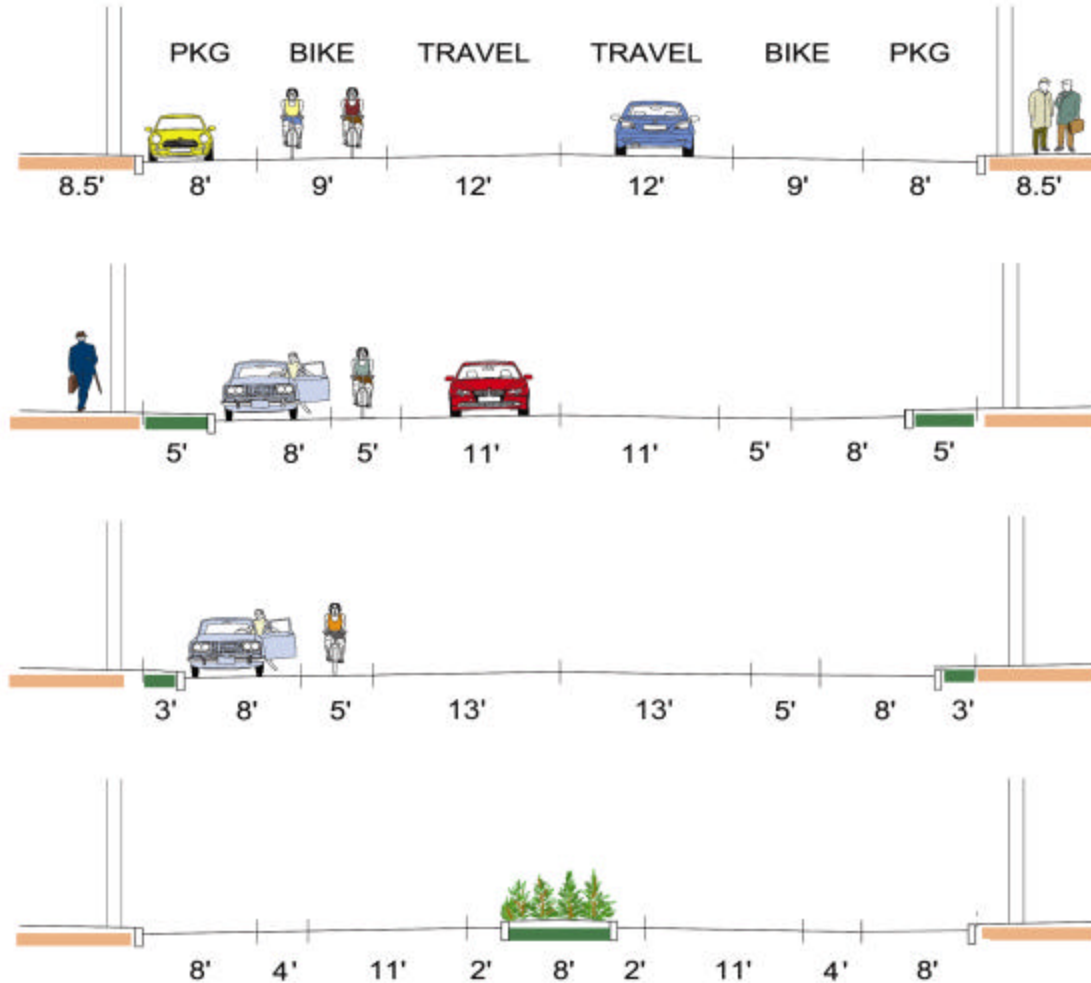 PKG BIKE TRAVEL TRAVEL BIKE PKG
8.5' 8' 9' 12' 12' 9' 8' 8.5'
5' 8' 5' 11' 11' 5' 8' 5'
3' 8' 5' 13' 13' 5' 8' 3'
8' 4' 11' 2' 8' 2' 11' 4' 8'